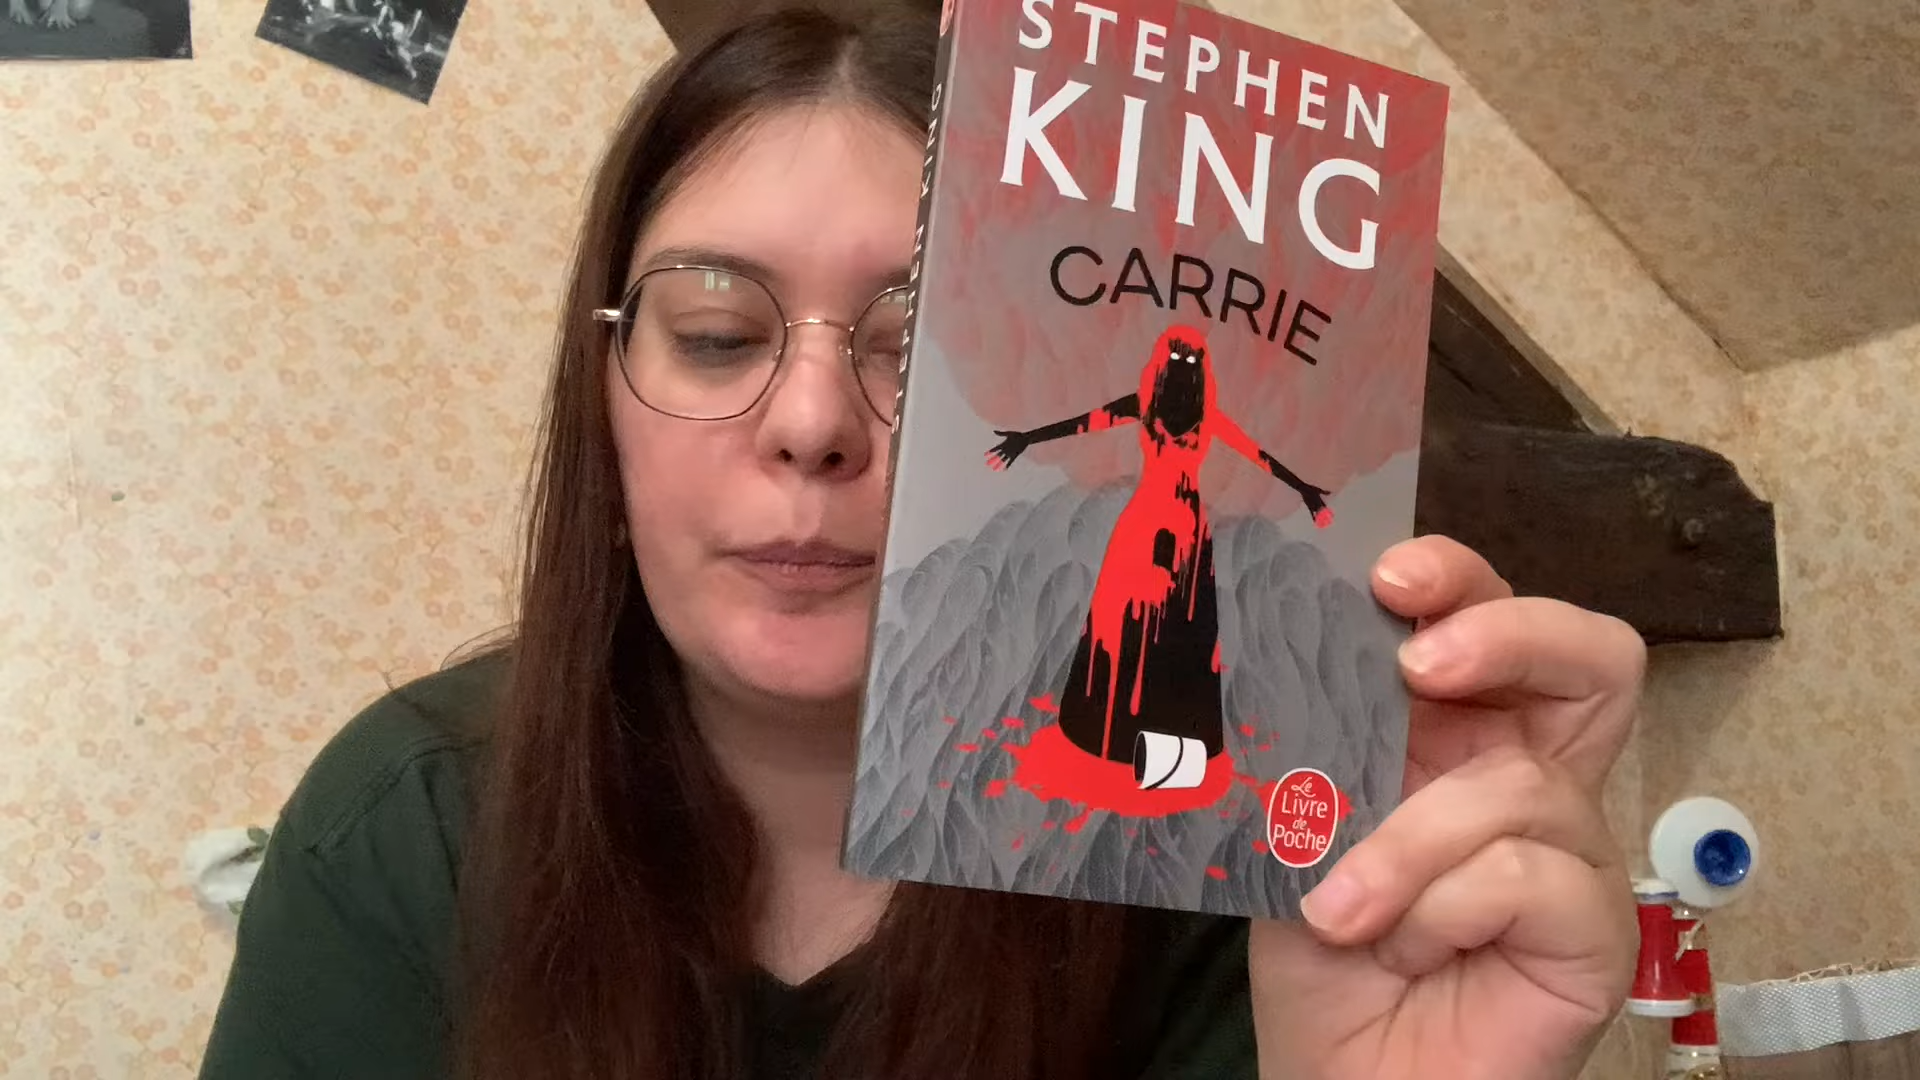 STEPHEN
KING
CARRIE
Le
Livre
de
Poche
STEPHEN KING